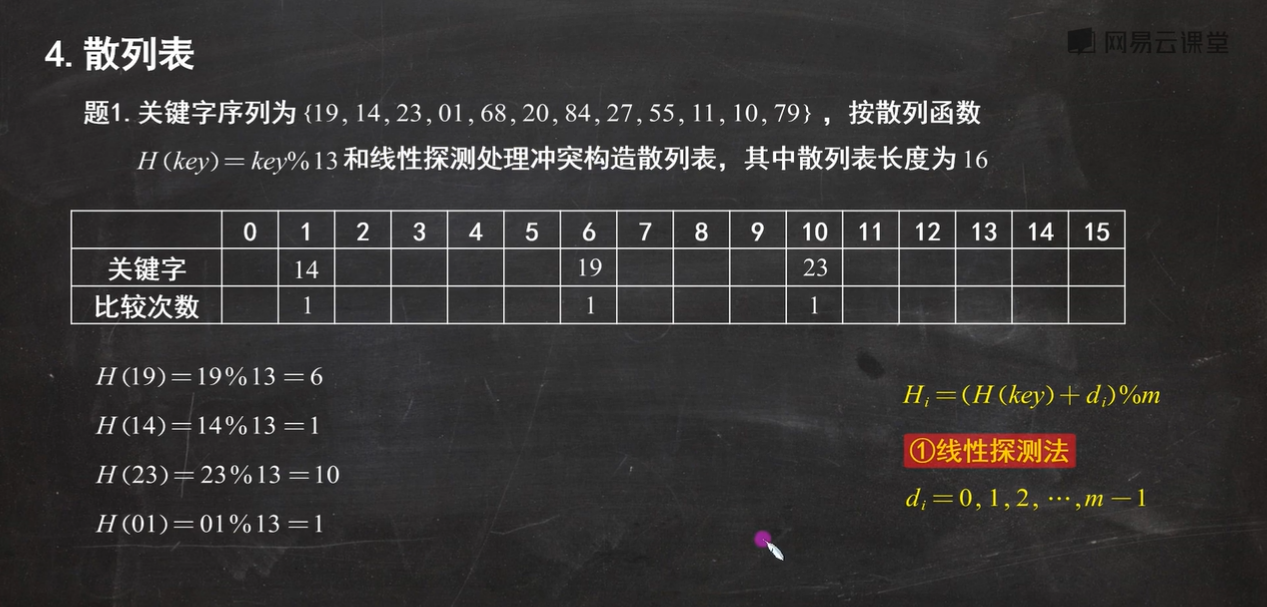 网易云课堂
4. 散列表
题1. 关键字序列为 {19, 14, 23, 01, 68, 20, 84, 27, 55, 11, 10, 79} ，按散列函数
H(key)=key%13 和线性探测处理冲突构造散列表，其中散列表长度为 16
0 1 2 3 4 5 6 7 8 9 10 11 12 13 14 15
关键字 14 19 23
比较次数 1 1 1
H(19)=19%13=6
H(14)=14%13=1
H(23)=23%13=10
H(01)=01%13=1
Hᵢ=(H(key)+dᵢ)%m
①线性探测法
dᵢ=0, 1, 2, ⋯, m−1